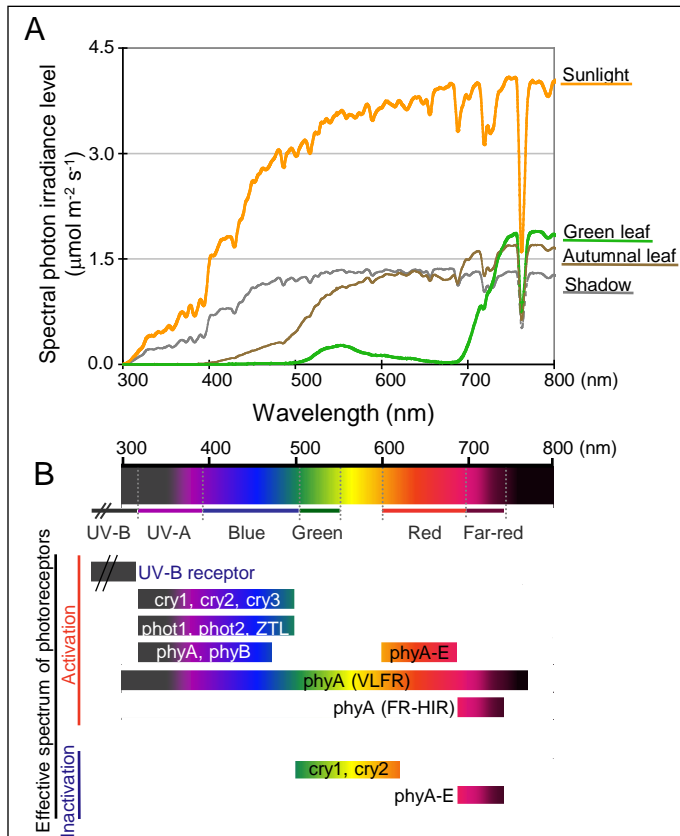 A
4.5
3.0
1.5
0.0
Spectral photon irradiance level
(μmol m⁻² s⁻¹)
Sunlight
Green leaf
Autumnal leaf
Shadow
300 400 500 600 700 800 (nm)
Wavelength (nm)
300 400 500 600 700 800 (nm)
B
UV-B UV-A Blue Green Red Far-red
Effective spectrum of photoreceptors
Activation
UV-B receptor
cry1, cry2, cry3
phot1, phot2, ZTL
phyA, phyB phyA-E
phyA (VLFR)
phyA (FR-HIR)
Inactivation
cry1, cry2
phyA-E